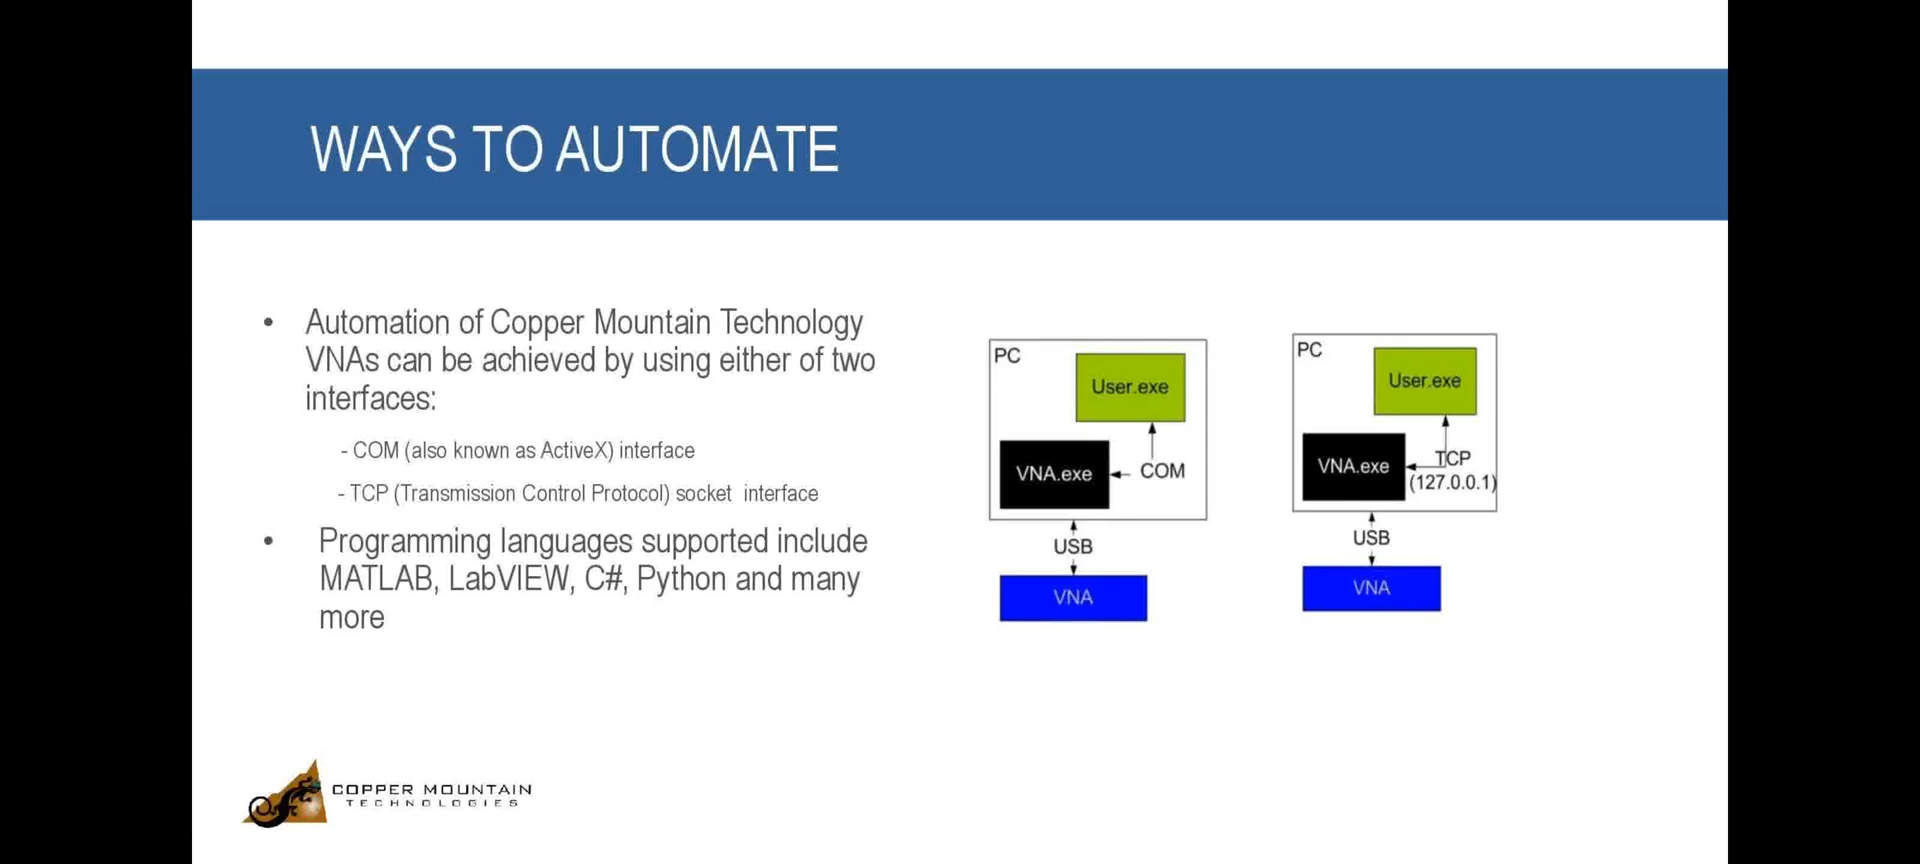 WAYS TO AUTOMATE
• Automation of Copper Mountain Technology
VNAs can be achieved by using either of two
interfaces:
- COM (also known as ActiveX) interface
- TCP (Transmission Control Protocol) socket interface
• Programming languages supported include
MATLAB, LabVIEW, C#, Python and many
more
PC
User.exe
VNA.exe
COM
USB
VNA
PC
User.exe
VNA.exe
TCP
(127.0.0.1)
USB
VNA
COPPER MOUNTAIN
TECHNOLOGIES